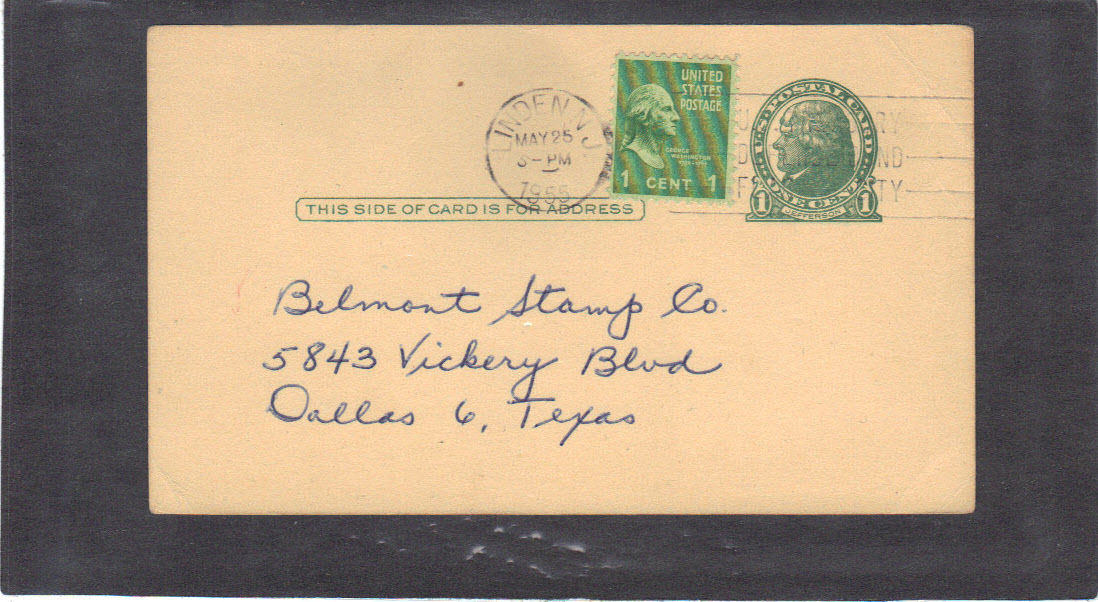 LINDEN, N.J.
MAY 25
3 - PM
1955
UNITED
STATES
POSTAGE
GEORGE
WASHINGTON
1 CENT 1
U.S. POSTAL CARD
ONE CENT
1 JEFFERSON 1
THIS SIDE OF CARD IS FOR ADDRESS
Belmont Stamp Co.
5843 Vickery Blvd
Dallas 6, Texas